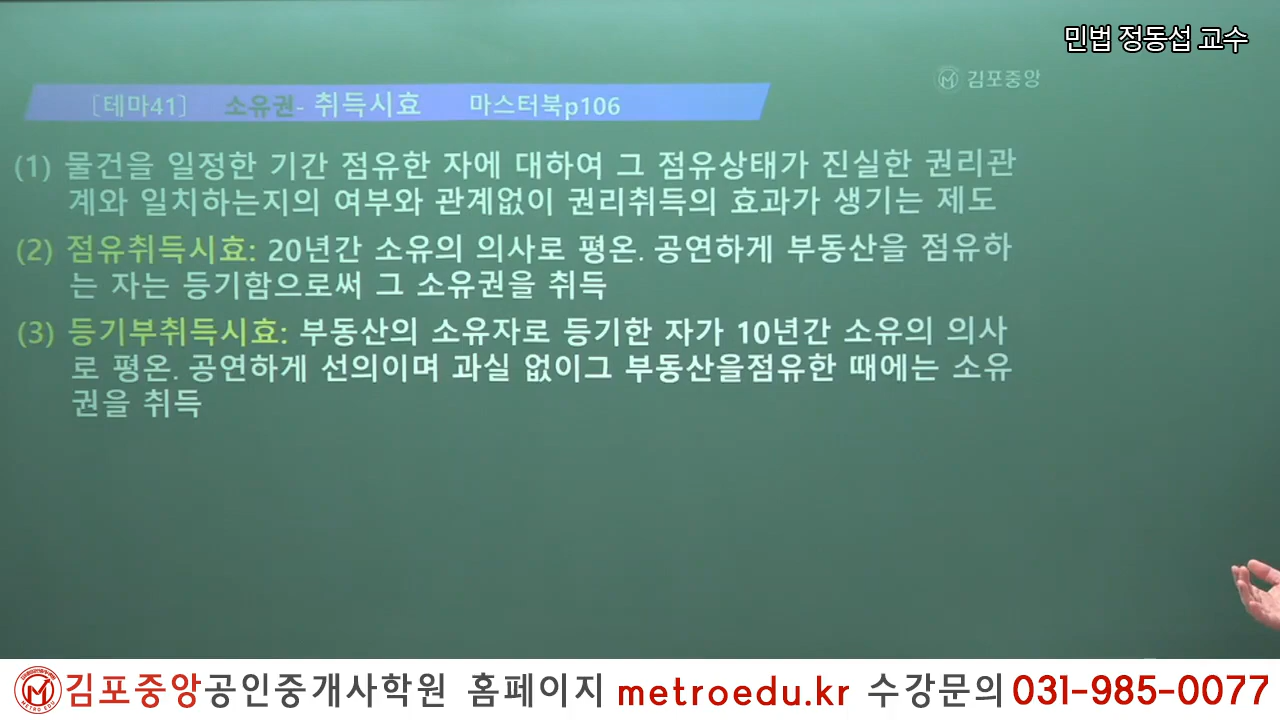 민법 정동섭 교수
김포중앙
[테마41] 소유권- 취득시효 마스터북p106
(1) 물건을 일정한 기간 점유한 자에 대하여 그 점유상태가 진실한 권리관
계와 일치하는지의 여부와 관계없이 권리취득의 효과가 생기는 제도
(2) 점유취득시효: 20년간 소유의 의사로 평온. 공연하게 부동산을 점유하
는 자는 등기함으로써 그 소유권을 취득
(3) 등기부취득시효: 부동산의 소유자로 등기한 자가 10년간 소유의 의사
로 평온. 공연하게 선의이며 과실 없이그 부동산을점유한 때에는 소유
권을 취득
김포중앙공인중개사학원 홈페이지 metroedu.kr 수강문의 031-985-0077